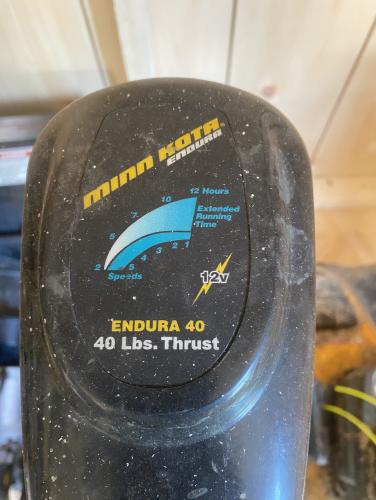 MINN KOTA
ENDURA
10
12 Hours
7
Extended
Running
Time
5
2 5 4 3 2 1
Speeds
12V
ENDURA 40
40 Lbs. Thrust